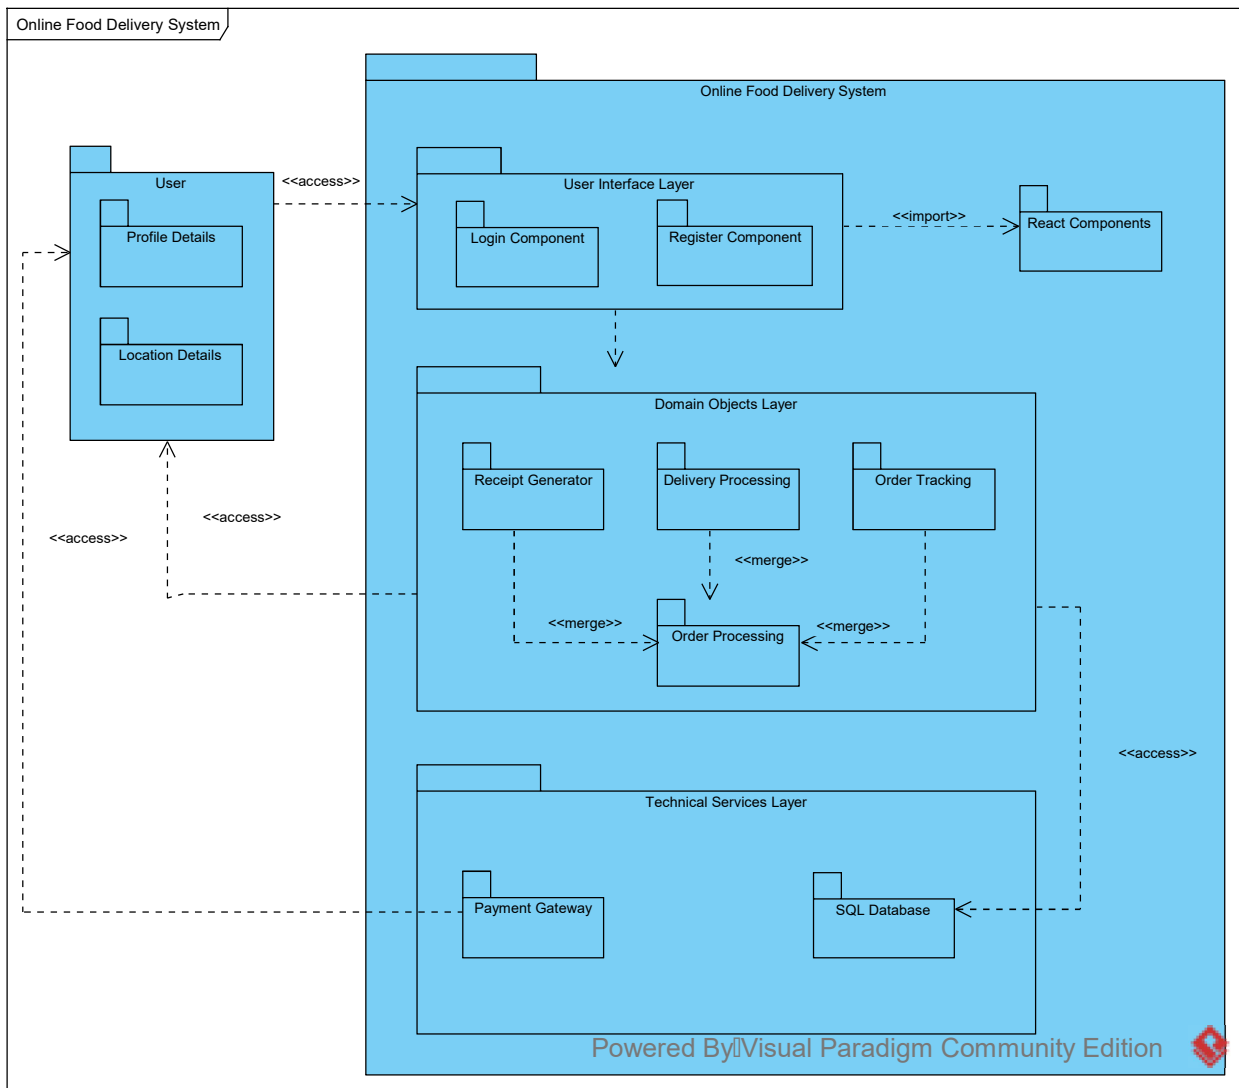 Online Food Delivery System
Online Food Delivery System
User
<<access>>
User Interface Layer
Profile Details
Login Component
Register Component
<<import>>
React Components
Location Details
Domain Objects Layer
Receipt Generator
Delivery Processing
Order Tracking
<<access>>
<<access>>
<<merge>>
<<merge>>
<<merge>>
Order Processing
<<access>>
Technical Services Layer
Payment Gateway
SQL Database
Powered By Visual Paradigm Community Edition